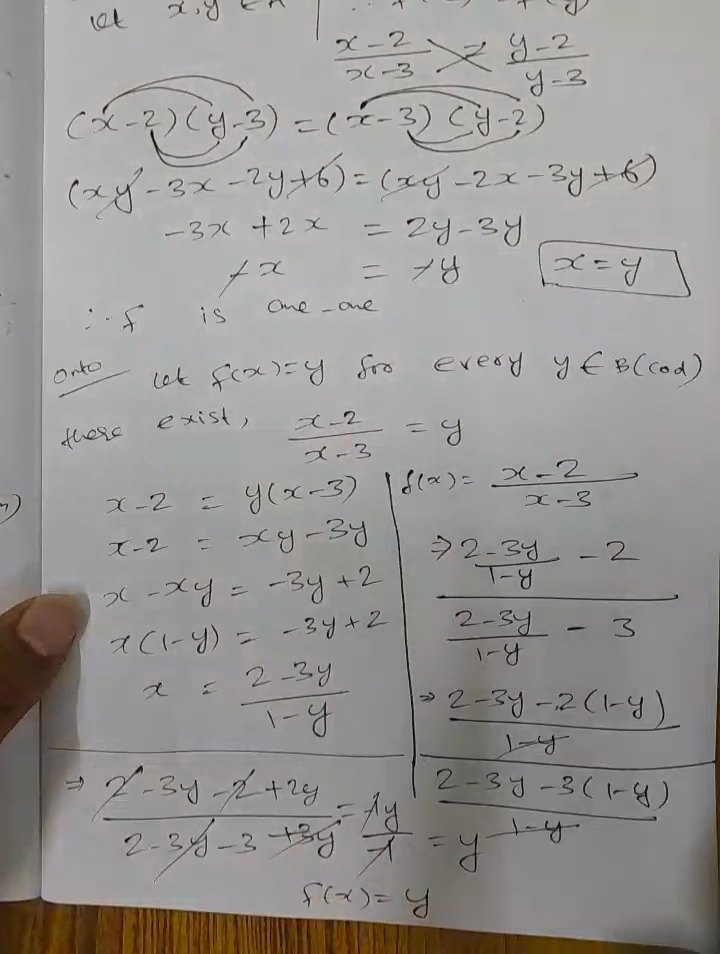 let x, y ∈ A
x-2/x-3 = y-2/y-3
(x-2)(y-3) = (x-3)(y-2)
(xy-3x-2y+6) = (xy-2x-3y+6)
-3x+2x = 2y-3y
-x = -y x=y
∴ f is one-one
onto let f(x)=y for every y ∈ B(cod)
there exist, x-2/x-3 = y
x-2 = y(x-3)
x-2 = xy-3y
x-xy = -3y+2
x(1-y) = -3y+2
x = 2-3y/1-y
f(x) = x-2/x-3
⇒ 2-3y/1-y - 2
2-3y/1-y - 3
⇒ 2-3y-2(1-y)
1-y
2-3y-3(1-y)
1-y
⇒ 2-3y-2+2y/2-3y-3+3y = -1y/-1 = y
f(x)=y